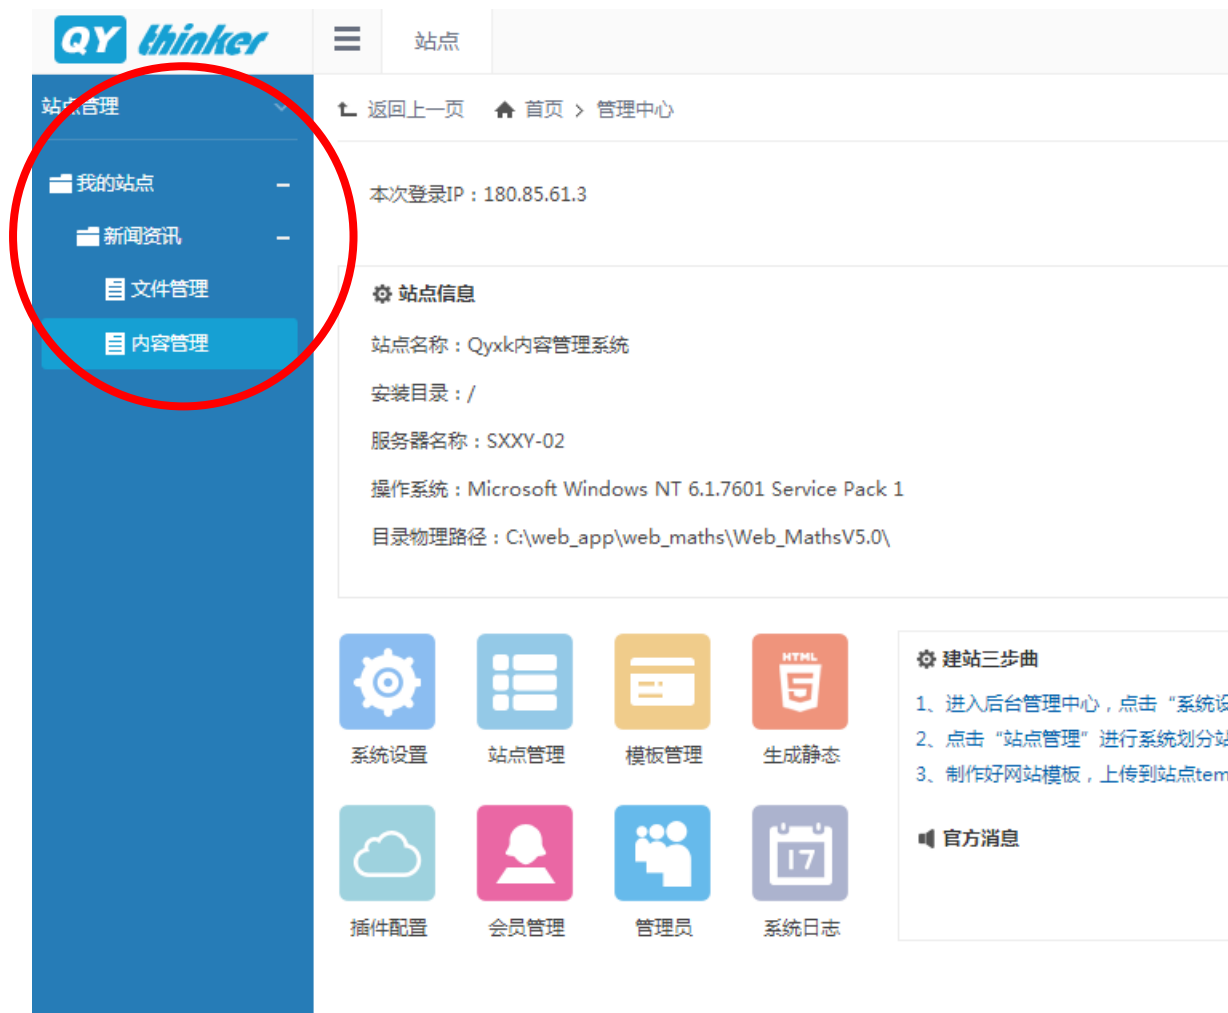 QY thinker
站点
站点管理
返回上一页 首页 > 管理中心
我的站点
新闻资讯
文件管理
内容管理
本次登录IP：180.85.61.3
站点信息
站点名称：Qyxk内容管理系统
安装目录：/
服务器名称：SXXY-02
操作系统：Microsoft Windows NT 6.1.7601 Service Pack 1
目录物理路径：C:\web_app\web_maths\Web_MathsV5.0\
HTML
5
系统设置 站点管理 模板管理 生成静态
17
插件配置 会员管理 管理员 系统日志
建站三步曲
1、进入后台管理中心，点击“系统设
2、点击“站点管理”进行系统划分站
3、制作好网站模板，上传到站点tem
官方消息